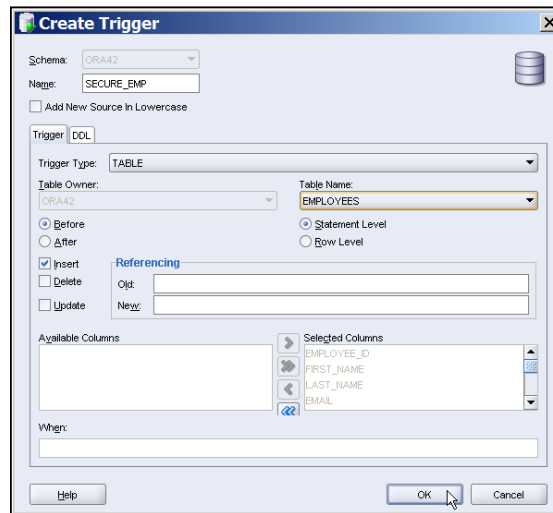 Create Trigger
Schema: ORA42
Name: SECURE_EMP
Add New Source In Lowercase
Trigger DDL
Trigger Type: TABLE
Table Owner: Table Name:
ORA42 EMPLOYEES
Before Statement Level
After Row Level
Insert Referencing
Delete Old:
Update New:
Available Columns Selected Columns
EMPLOYEE_ID
FIRST_NAME
LAST_NAME
EMAIL
When:
Help OK Cancel